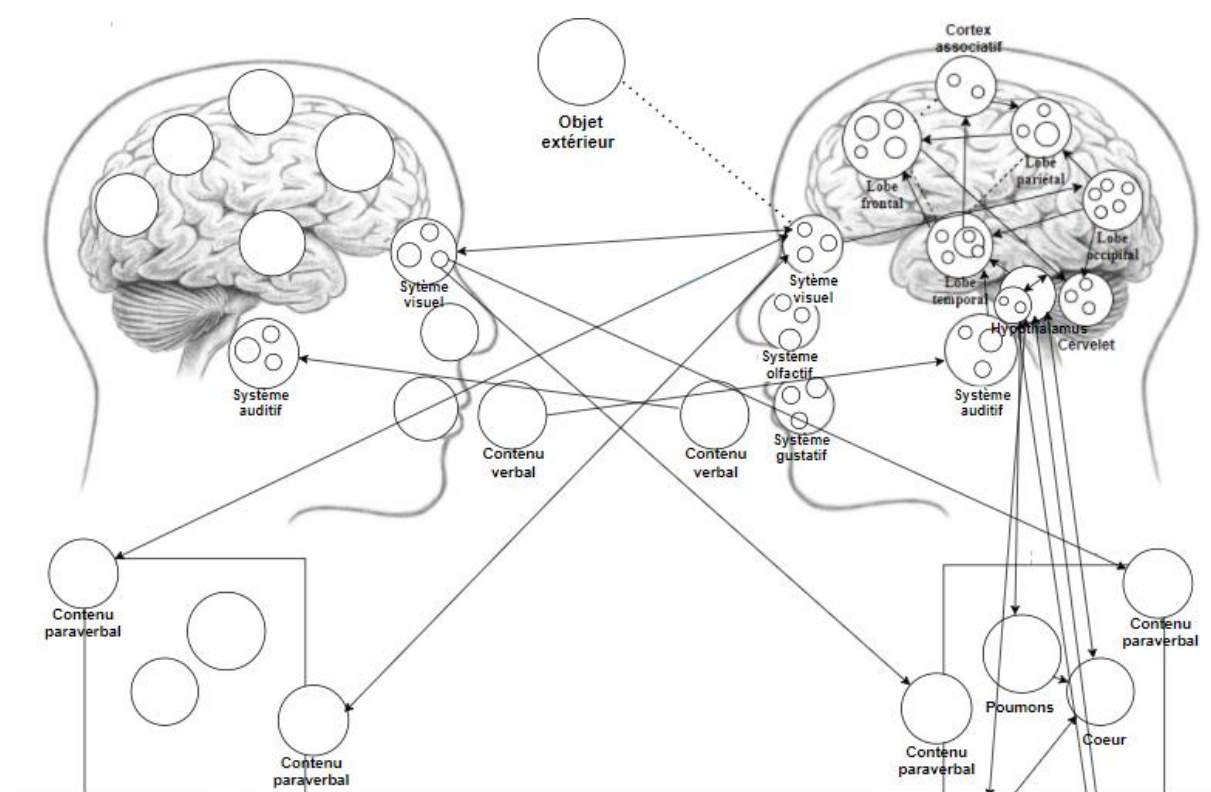 Cortex
associatif
Objet
extérieur
Lobe
pariétal
Lobe
frontal
Lobe
occipital
Sytème
visuel
Sytème
visuel
Lobe
temporal
Hypothalamus
Cervelet
Système
olfactif
Système
auditif
Système
auditif
Contenu
verbal
Contenu
verbal
Système
gustatif
Contenu
paraverbal
Contenu
paraverbal
Poumons
Coeur
Contenu
paraverbal
Contenu
paraverbal